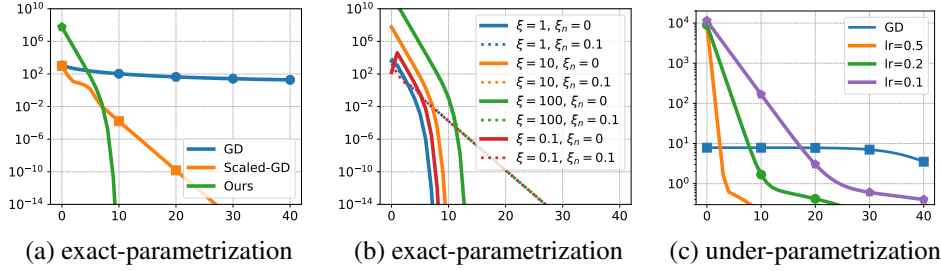 10^10
10^6
10^2
10^−2
10^−6
10^−10
10^−14
0 10 20 30 40
GD
Scaled-GD
Ours
(a) exact-parametrization
10^10
10^6
10^2
10^−2
10^−6
10^−10
10^−14
0 10 20 30 40
ξ = 1, ξₙ = 0
ξ = 1, ξₙ = 0.1
ξ = 10, ξₙ = 0
ξ = 10, ξₙ = 0.1
ξ = 100, ξₙ = 0
ξ = 100, ξₙ = 0.1
ξ = 0.1, ξₙ = 0
ξ = 0.1, ξₙ = 0.1
(b) exact-parametrization
10^4
10^3
10^2
10^1
10^0
0 10 20 30 40
GD
lr=0.5
lr=0.2
lr=0.1
(c) under-parametrization